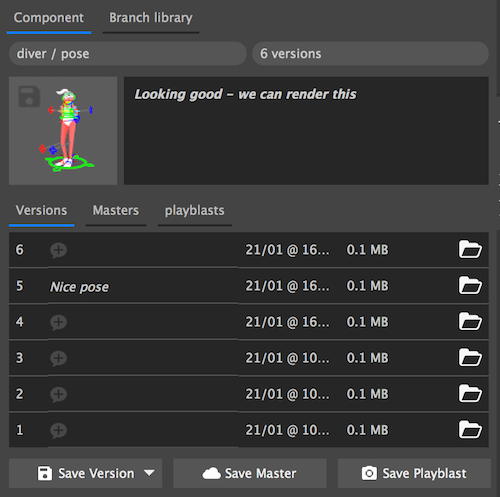 Component Branch library
diver / pose 6 versions
Looking good - we can render this
Versions Masters playblasts
6 21/01 @ 16... 0.1 MB
5 Nice pose 21/01 @ 16... 0.1 MB
4 21/01 @ 16... 0.1 MB
3 21/01 @ 10... 0.1 MB
2 21/01 @ 10... 0.1 MB
1 21/01 @ 10... 0.1 MB
Save Version Save Master Save Playblast